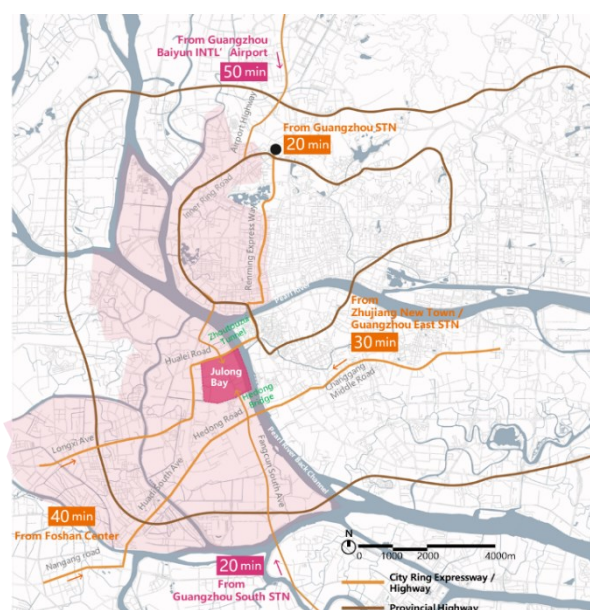 From Guangzhou
Baiyun INTL' Airport
50 min
Airport Highway
From Guangzhou STN
20 min
Inner Ring Road
Renming Express Way
Pearl River
From
Zhujiang New Town /
Guangzhou East STN
30 min
Zhoutouzui
Tunnel
Hualei Road
Julong
Bay
Hedong
Bridge
Changgang
Middle Road
Hedong Road
Longxi Ave
Huadi South Ave
Fangcun South Ave
Pearl River Back Channel
40 min
From Foshan Center
Nangang road
20 min
From
Guangzhou South STN
N
0 1000 2000 4000m
City Ring Expressway /
Highway
Provincial Highway